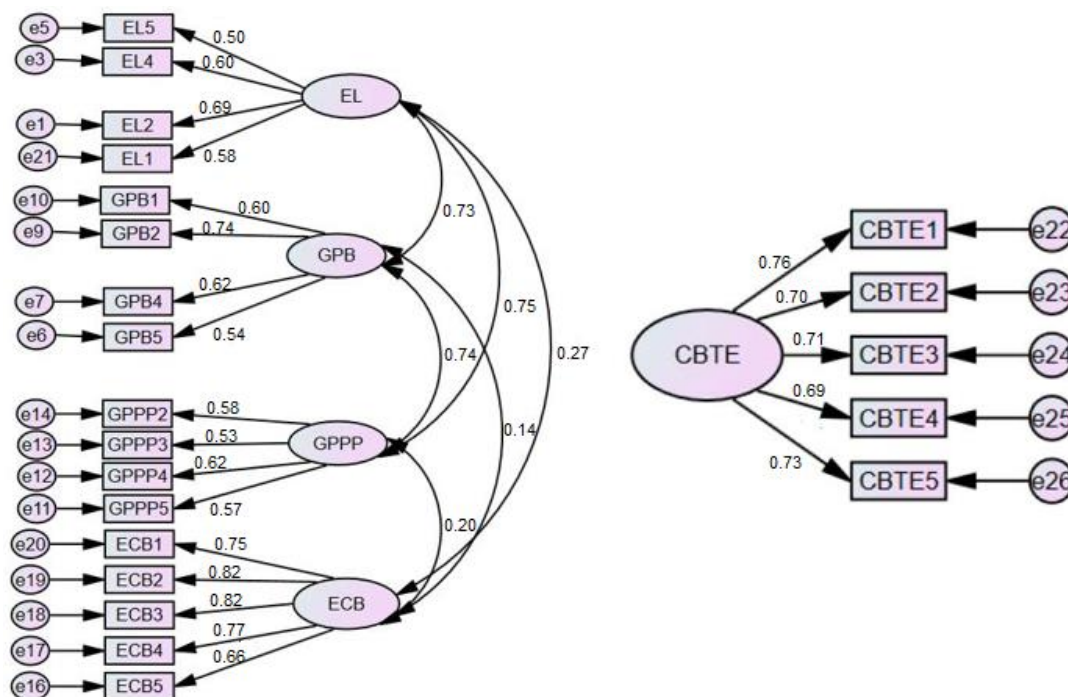 e5 EL5 0.50
e3 EL4 0.60
EL
e1 EL2 0.69
e21 EL1 0.58
e10 GPB1 0.60
e9 GPB2 0.74
GPB
e7 GPB4 0.62
e6 GPB5 0.54
e14 GPPP2 0.58
e13 GPPP3 0.53
GPPP
e12 GPPP4 0.62
e11 GPPP5 0.57
e20 ECB1 0.75
e19 ECB2 0.82
e18 ECB3 0.82
ECB
e17 ECB4 0.77
e16 ECB5 0.66
0.73
0.75
0.27
0.74
0.14
0.20
CBTE
0.76 CBTE1 e22
0.70 CBTE2 e23
0.71 CBTE3 e24
0.69 CBTE4 e25
0.73 CBTE5 e26